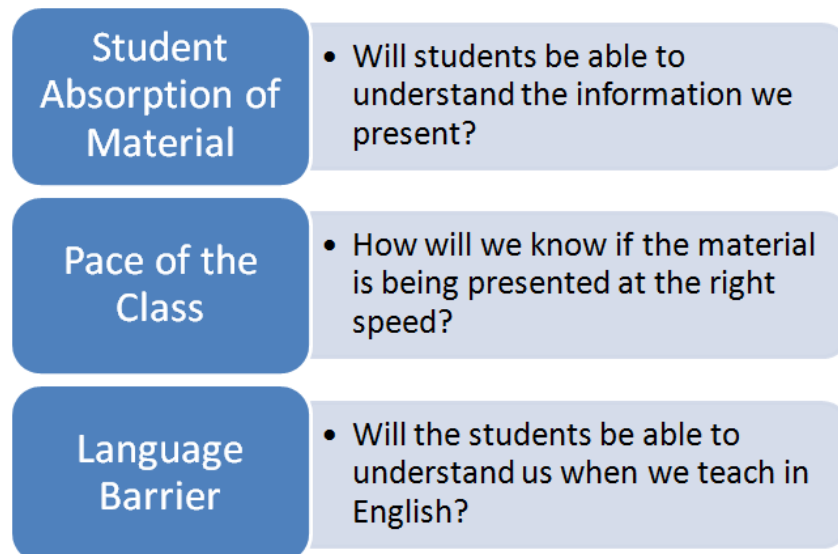 Student
Absorption of
Material
• Will students be able to
understand the information we
present?
Pace of the
Class
• How will we know if the material
is being presented at the right
speed?
Language
Barrier
• Will the students be able to
understand us when we teach in
English?